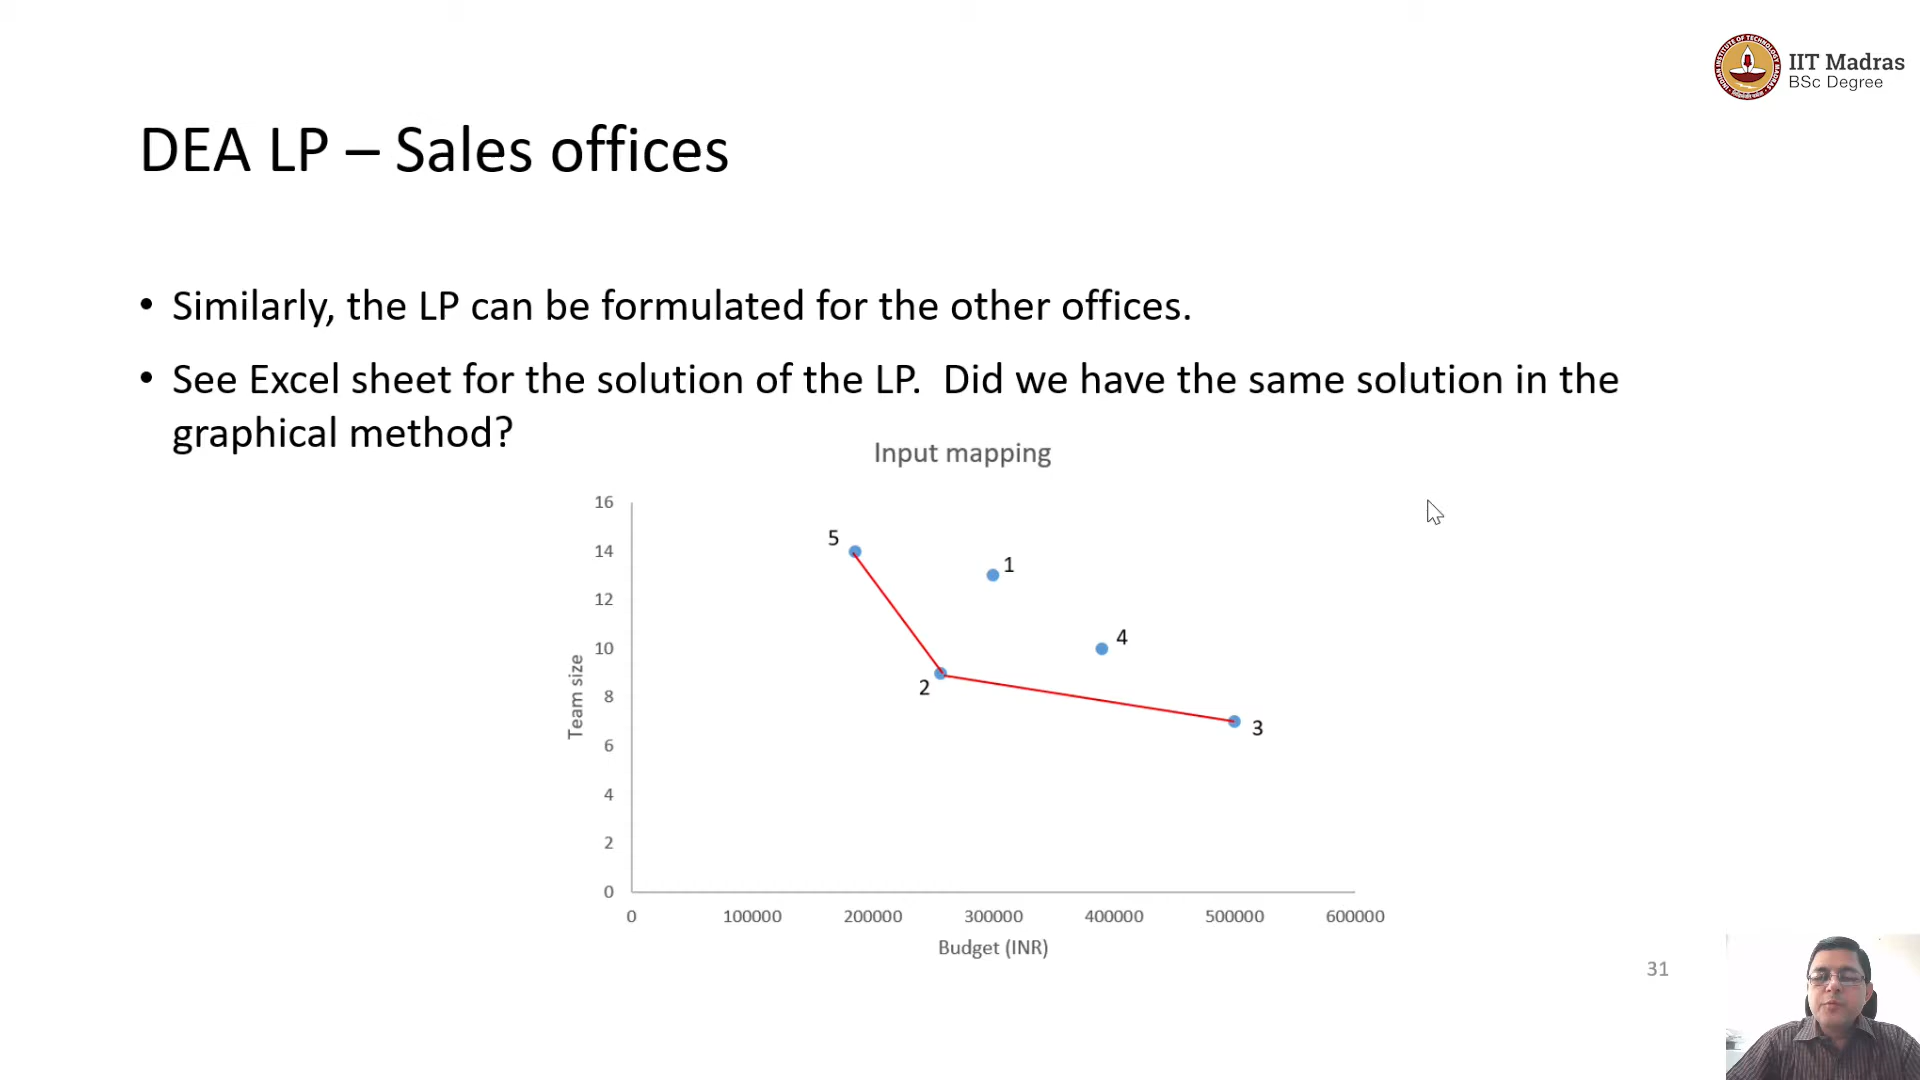 IIT Madras
BSc Degree
DEA LP – Sales offices
• Similarly, the LP can be formulated for the other offices.
• See Excel sheet for the solution of the LP.  Did we have the same solution in the
graphical method?
Input mapping
16
14
12
10
8
6
4
2
0
Team size
5
1
4
2
3
0 100000 200000 300000 400000 500000 600000
Budget (INR)
31